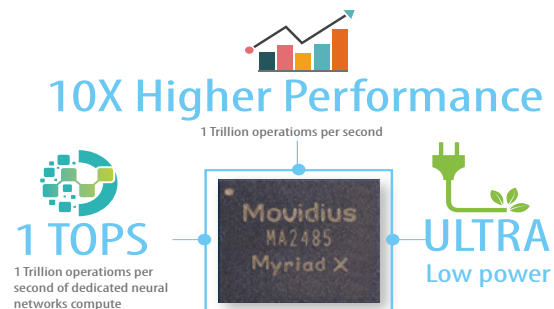 10X Higher Performance
1 Trillion operatioms per second
1 TOPS
1 Trillion operatioms per
second of dedicated neural
networks compute
Movidius
MA2485
Myriad X
ULTRA
Low power